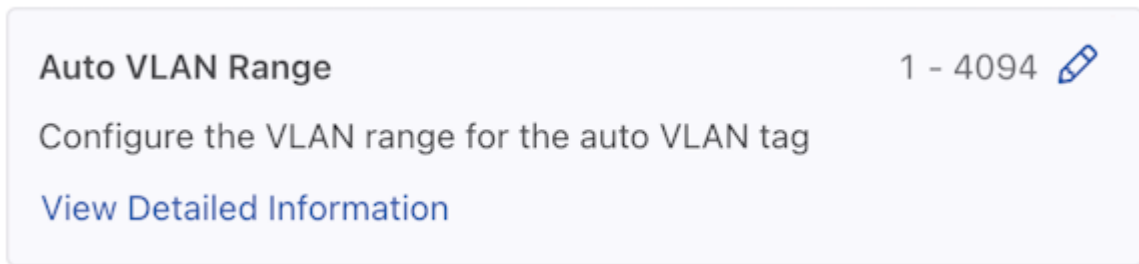 Auto VLAN Range 1 - 4094
Configure the VLAN range for the auto VLAN tag
View Detailed Information